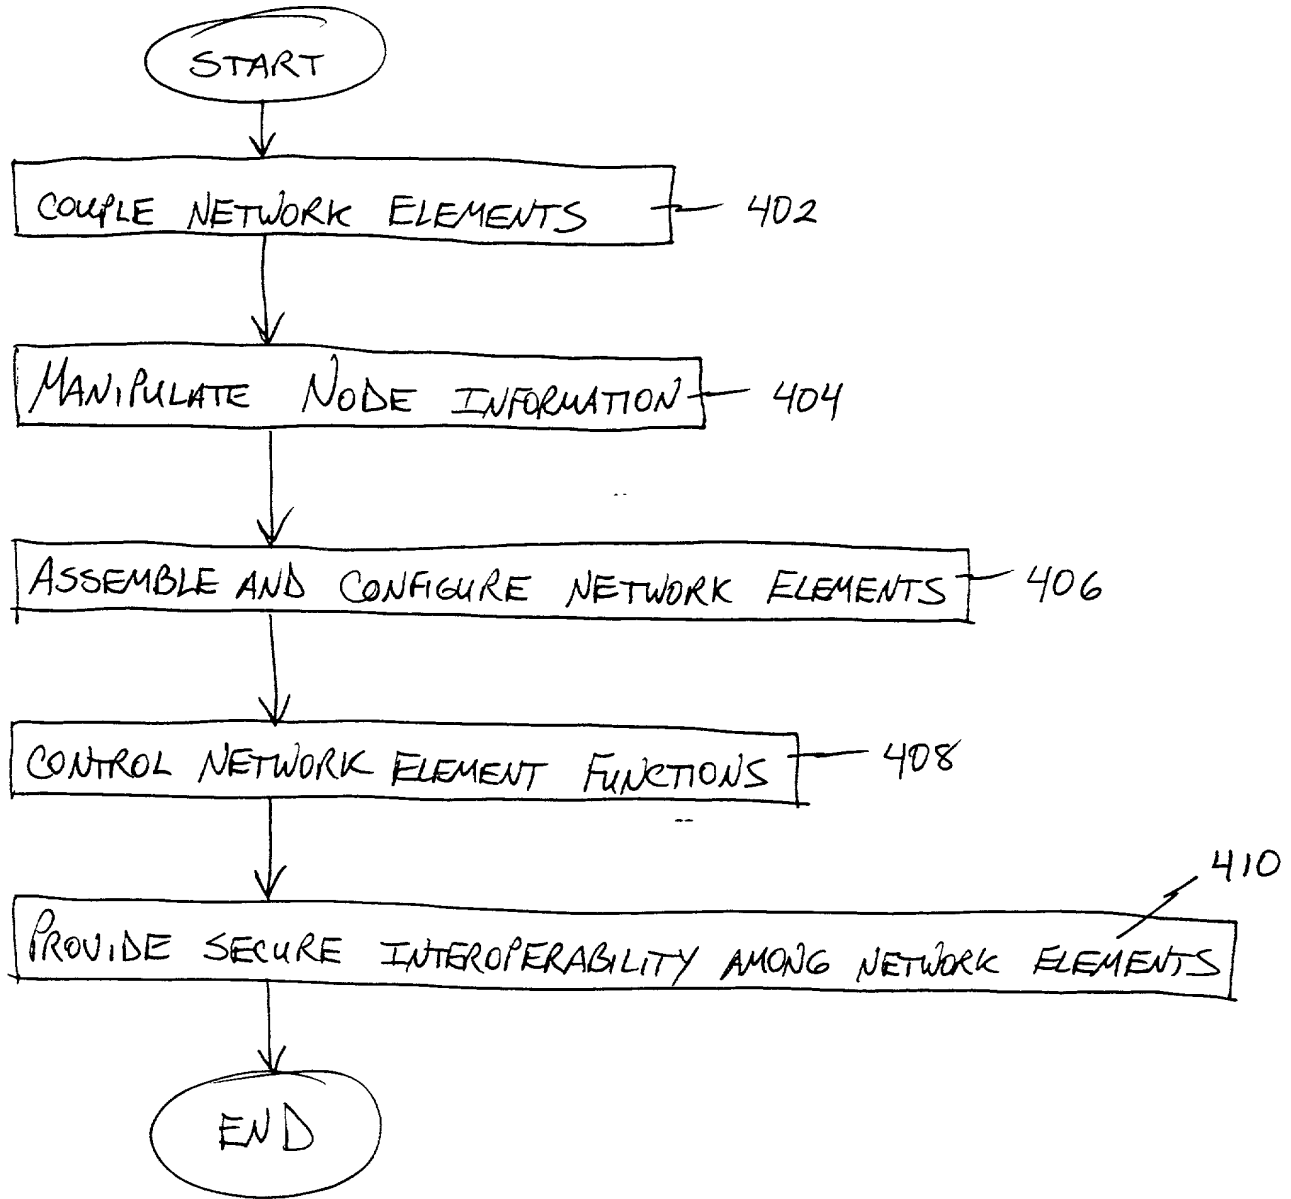 START
COUPLE NETWORK ELEMENTS 402
MANIPULATE NODE INFORMATION 404
ASSEMBLE AND CONFIGURE NETWORK ELEMENTS 406
CONTROL NETWORK ELEMENT FUNCTIONS 408
410
PROVIDE SECURE INTEROPERABILITY AMONG NETWORK ELEMENTS
END